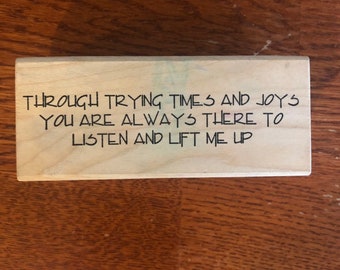 THROUGH TRYING TIMES AND JOYS
YOU ARE ALWAYS THERE TO
LISTEN AND LIFT ME UP